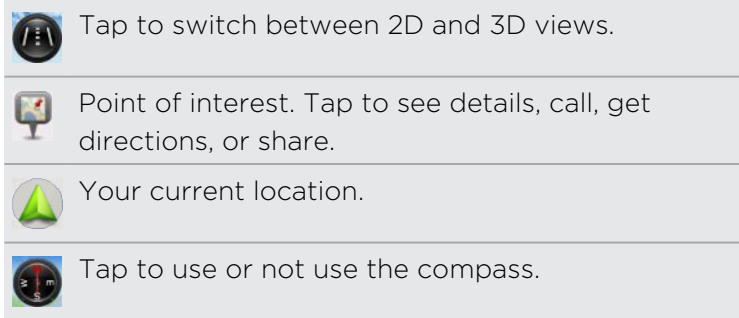 Tap to switch between 2D and 3D views.
Point of interest. Tap to see details, call, get
directions, or share.
Your current location.
Tap to use or not use the compass.